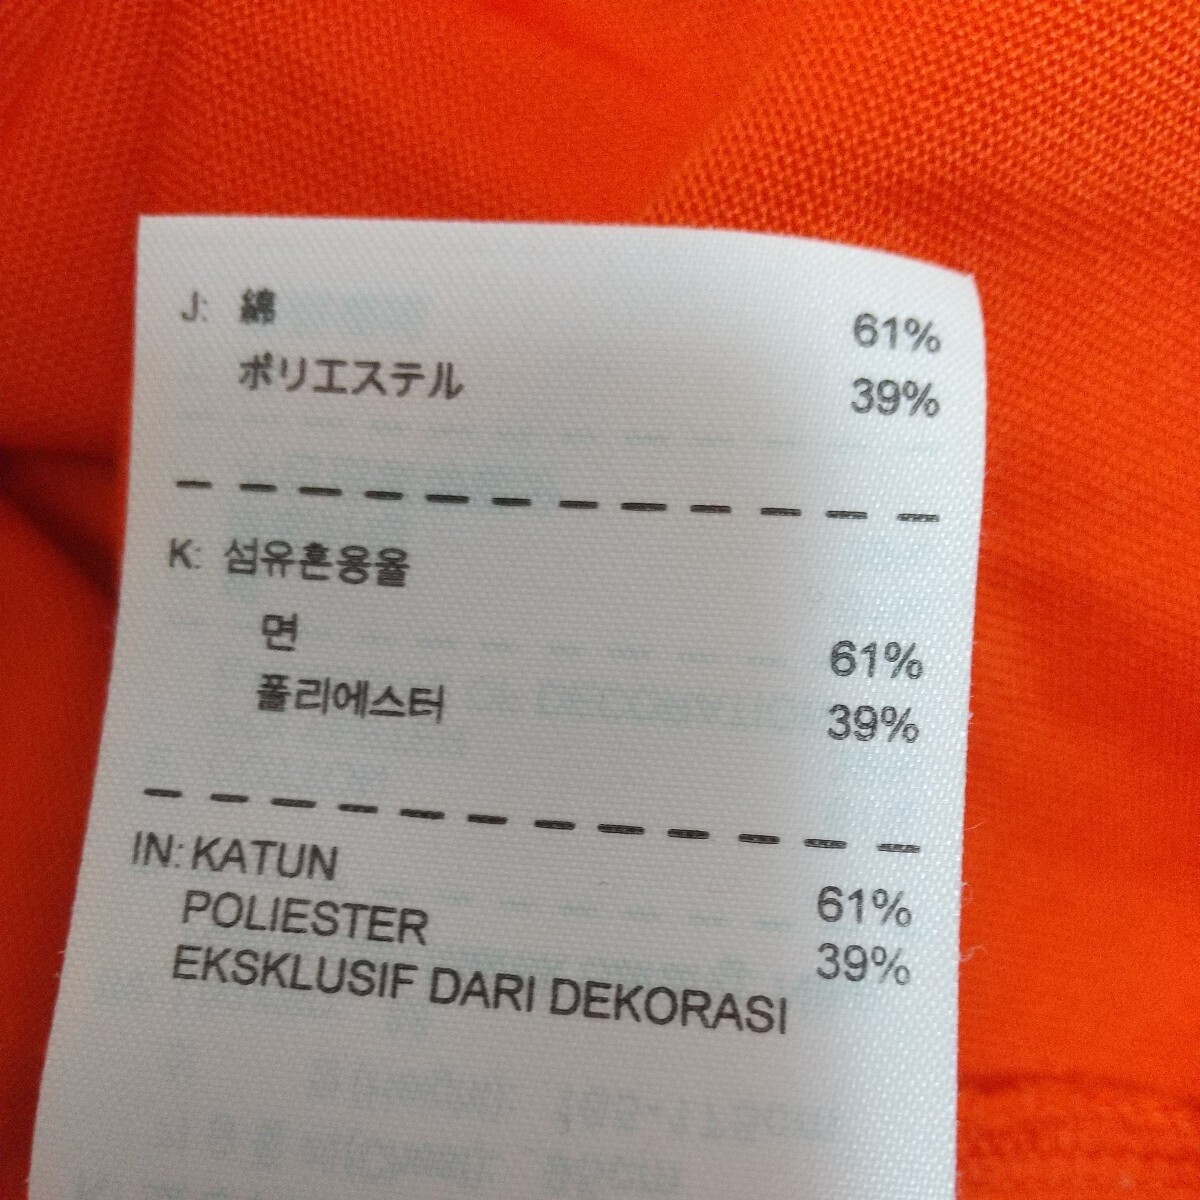 J: 綿 61%
ポリエステル 39%
K: 섬유혼용율
면 61%
폴리에스터 39%
IN: KATUN 61%
POLIESTER 39%
EKSKLUSIF DARI DEKORASI